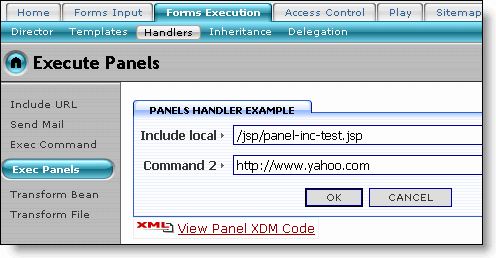 Home Forms Input Forms Execution Access Control Play Sitemap
Director Templates Handlers Inheritance Delegation
Execute Panels
Include URL
Send Mail
Exec Command
Exec Panels
Transform Bean
Transform File
PANELS HANDLER EXAMPLE
Include local /jsp/panel-inc-test.jsp
Command 2 http://www.yahoo.com
OK CANCEL
XML View Panel XDM Code